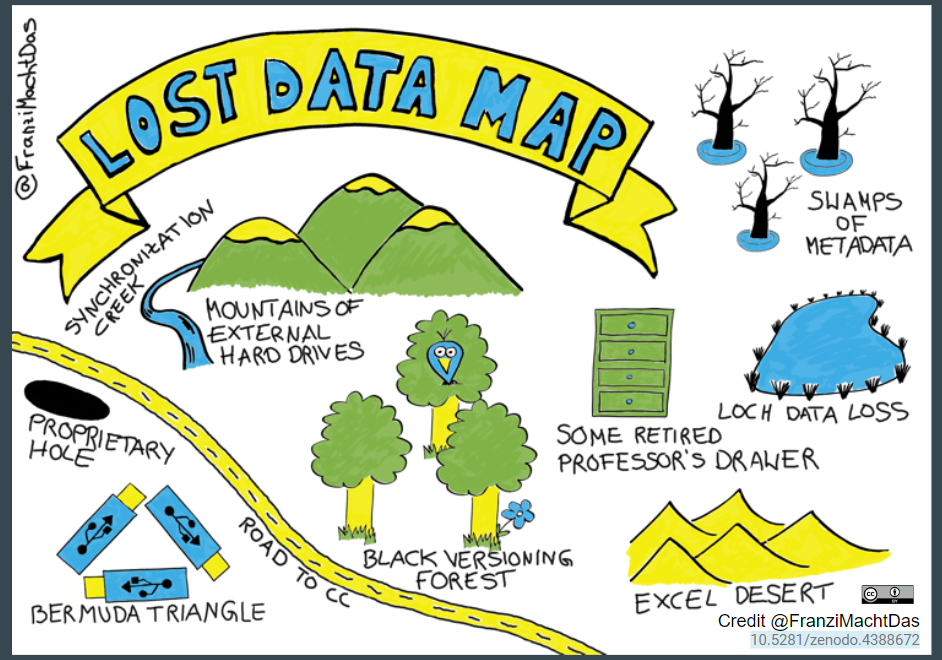 @FranziMachtDas
LOST DATA MAP
SWAMPS
OF
METADATA
SYNCHRONIZATION
CREEK
MOUNTAINS OF
EXTERNAL
HARD DRIVES
LOCH DATA LOSS
PROPRIETARY
HOLE
SOME RETIRED
PROFESSOR'S DRAWER
ROAD TO CC
BLACK VERSIONING
FOREST
BERMUDA TRIANGLE
EXCEL DESERT
cc
BY
Credit @FranziMachtDas
10.5281/zenodo.4388672